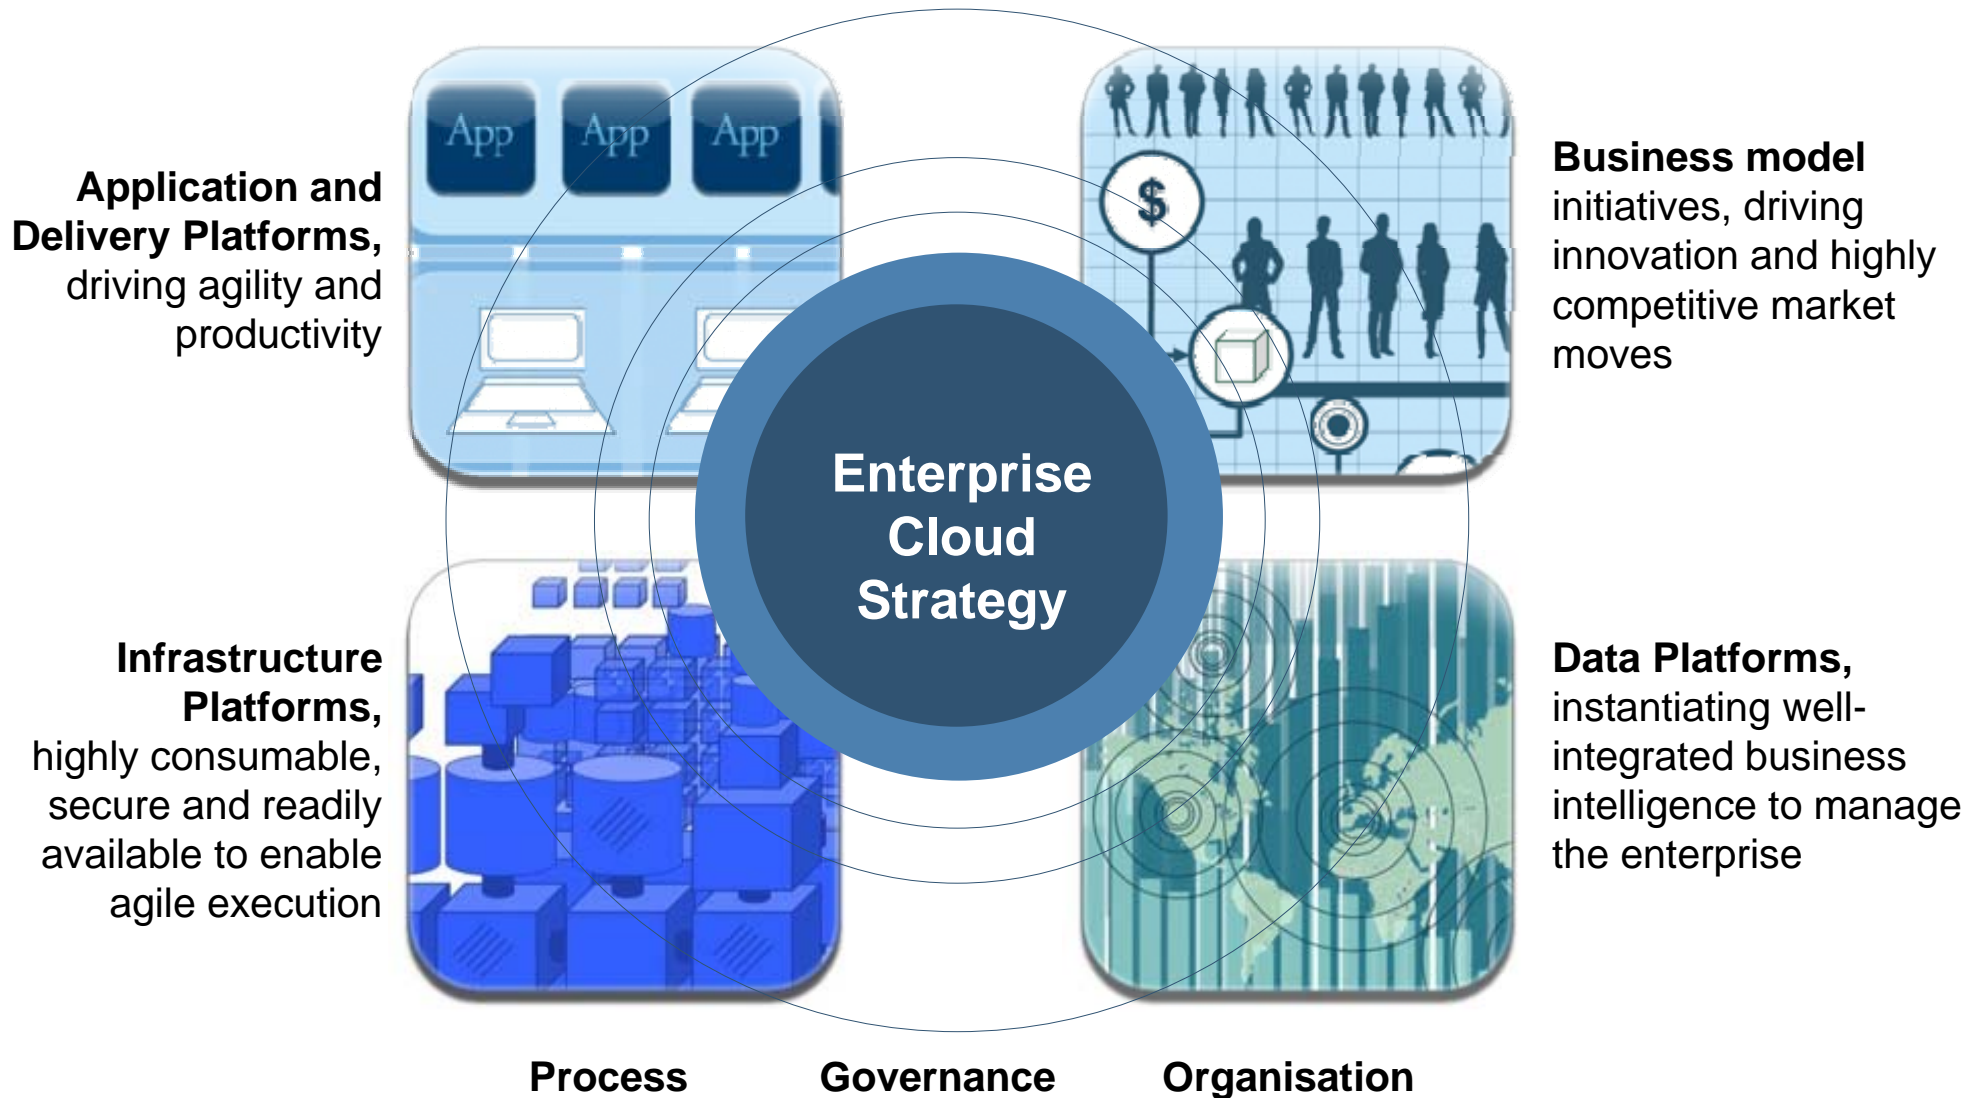 Application and
Delivery Platforms,
driving agility and
productivity
App
App
App
$
Business model
initiatives, driving
innovation and highly
competitive market
moves
Enterprise
Cloud
Strategy
Infrastructure
Platforms,
highly consumable,
secure and readily
available to enable
agile execution
Data Platforms,
instantiating well-
integrated business
intelligence to manage
the enterprise
Process
Governance
Organisation